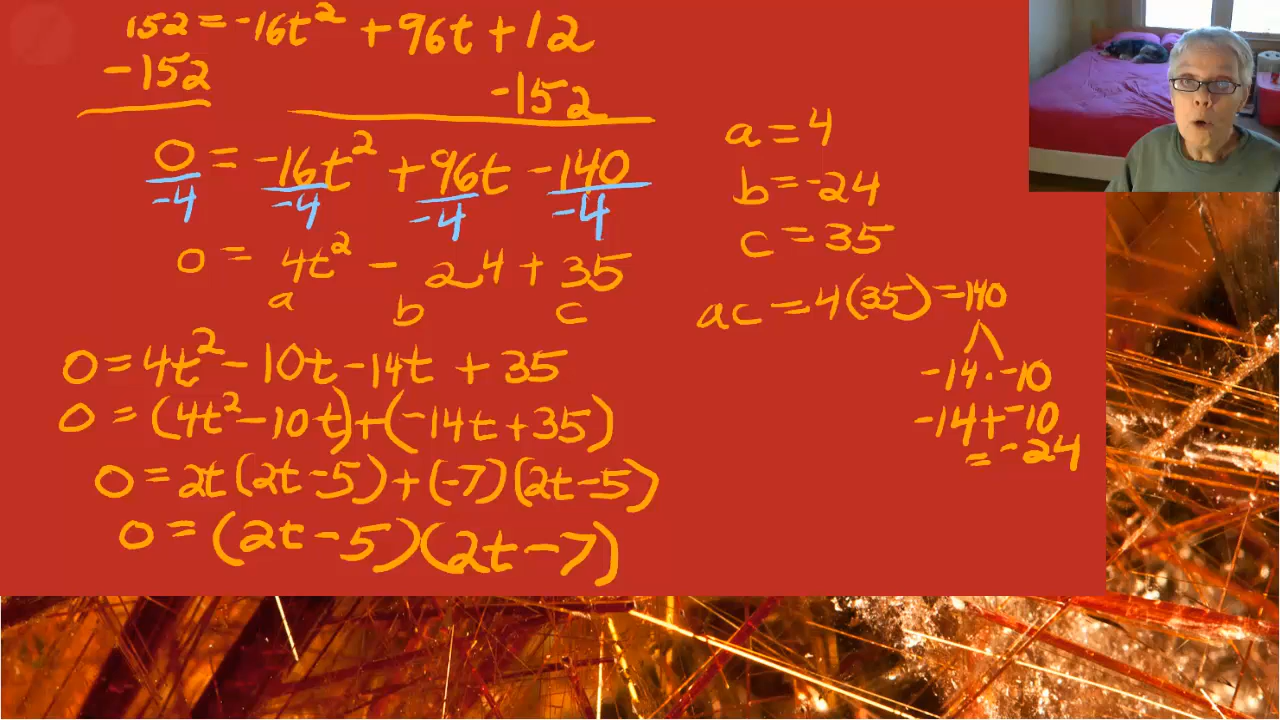 152 = -16t² + 96t + 12
-152 -152
0 = -16t² + 96t - 140
-4 -4 -4 -4
0 = 4t² - 24 + 35
a b c
0 = 4t² - 10t - 14t + 35
0 = (4t² - 10t) + (-14t + 35)
0 = 2t(2t - 5) + (-7)(2t - 5)
0 = (2t - 5)(2t - 7)
a = 4
b = -24
c = 35
ac = 4(35) = 140
-14 · -10
-14 + -10
= -24